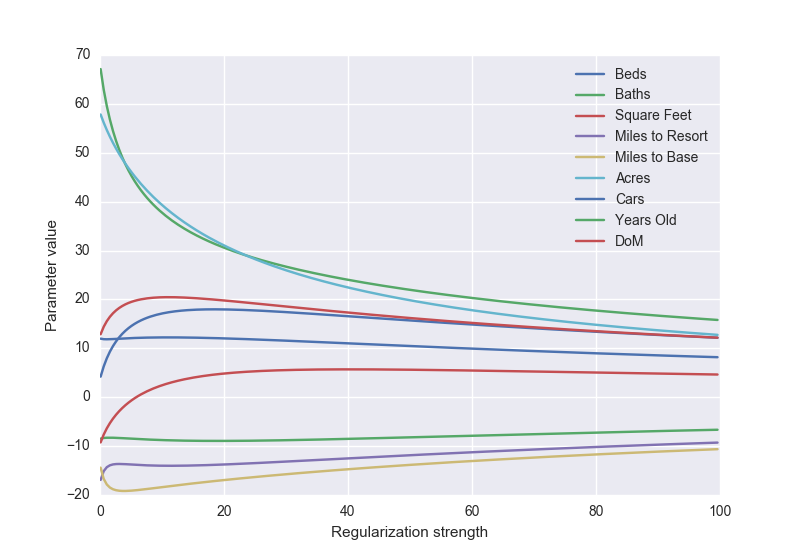 70
60
50
40
30
20
10
0
−10
−20
0 20 40 60 80 100
Parameter value
Regularization strength
Beds
Baths
Square Feet
Miles to Resort
Miles to Base
Acres
Cars
Years Old
DoM